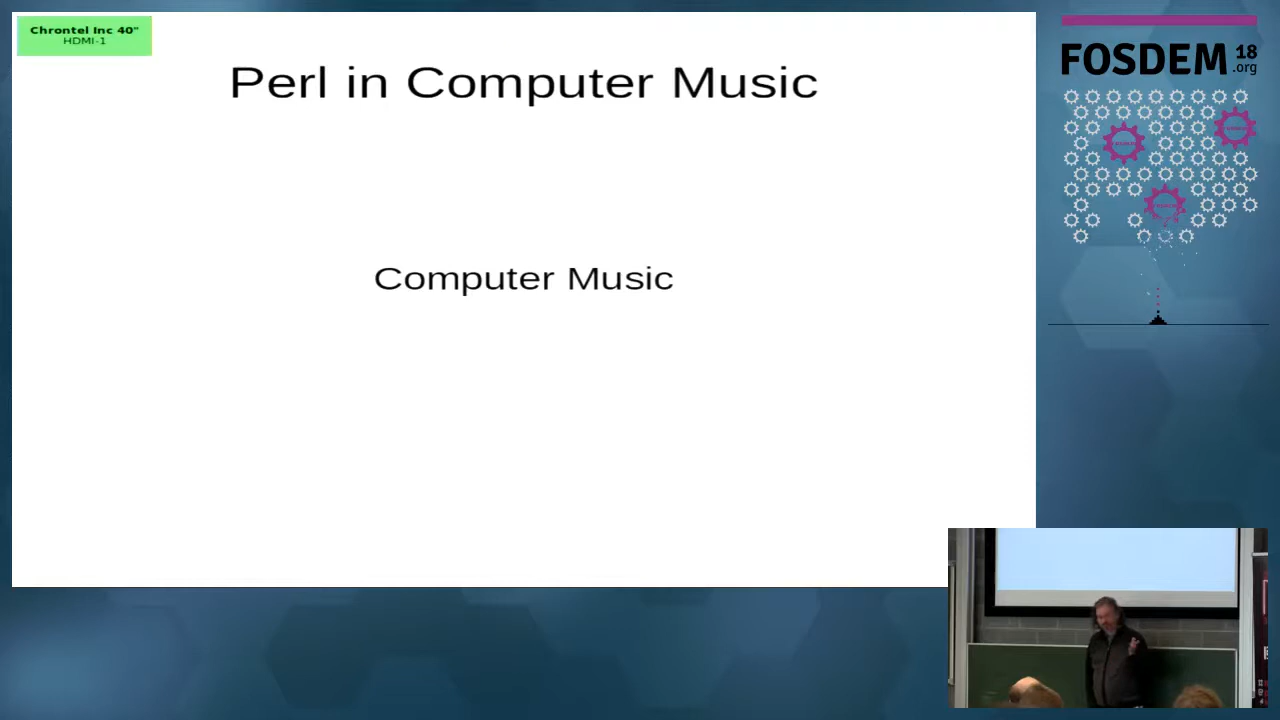 Chrontel Inc 40"
HDMI-1
Perl in Computer Music
Computer Music
FOSDEM 18
.org